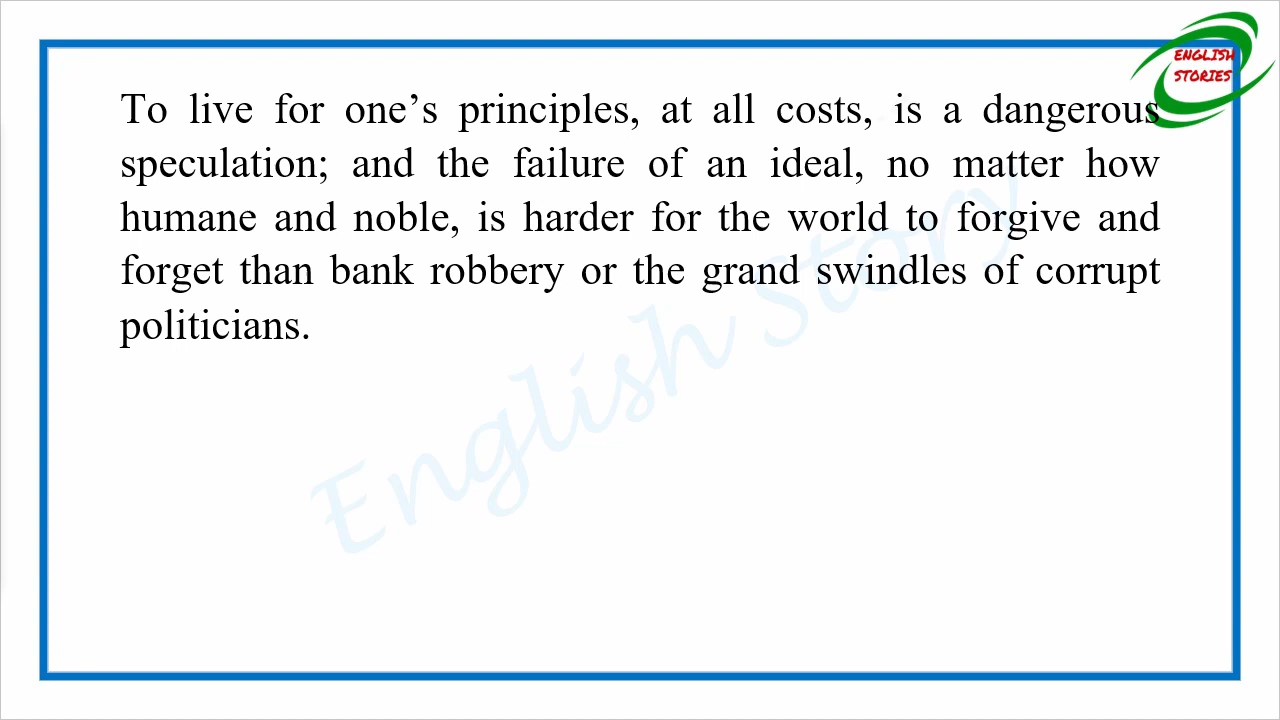 ENGLISH
STORIES
To live for one’s principles, at all costs, is a dangerous
speculation; and the failure of an ideal, no matter how
humane and noble, is harder for the world to forgive and
forget than bank robbery or the grand swindles of corrupt
politicians.
English Story